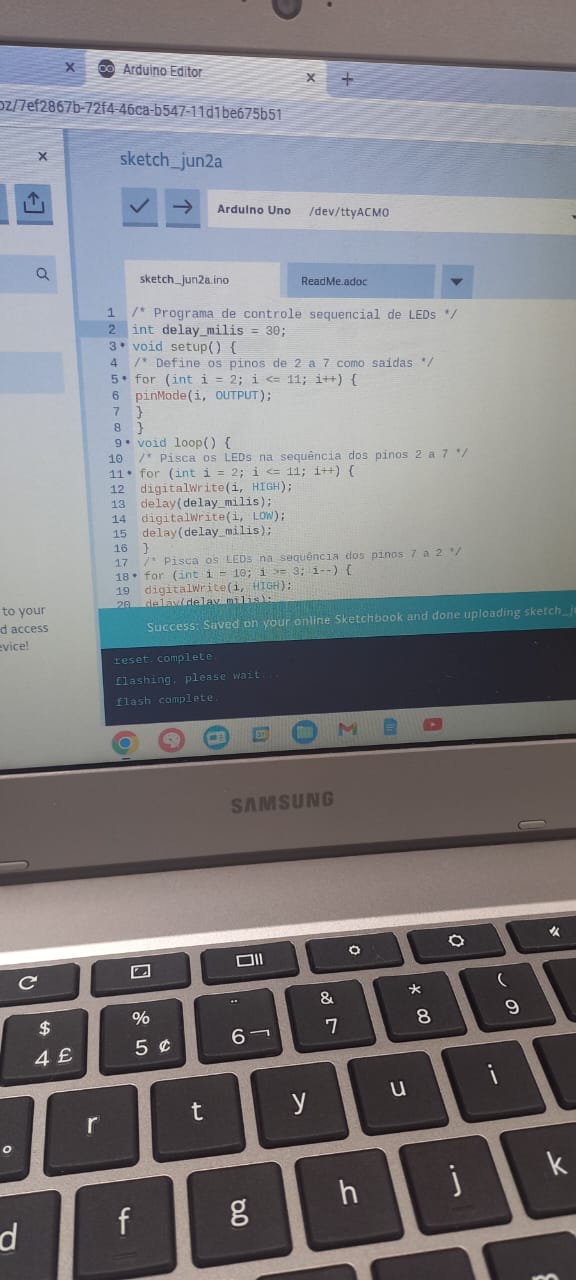 Arduino Editor
oz/7ef2867b-72f4-46ca-b547-11d1be675b51
sketch_jun2a
Arduino Uno /dev/ttyACM0
sketch_jun2a.ino
ReadMe.adoc
1 /* Programa de controle sequencial de LEDs */
2 int delay_milis = 30;
3 void setup() {
4 /* Define os pinos de 2 a 7 como saídas */
5 for (int i = 2; i <= 11; i++) {
6 pinMode(i, OUTPUT);
7 }
8 }
9 void loop() {
10 /* Pisca os LEDs na sequência dos pinos 2 a 7 */
11 for (int i = 2; i <= 11; i++) {
12 digitalWrite(i, HIGH);
13 delay(delay_milis);
14 digitalWrite(i, LOW);
15 delay(delay_milis);
16 }
17 /* Pisca os LEDs na sequência dos pinos 7 a 2 */
18 for (int i = 10; i >= 3; i--) {
19 digitalWrite(i, HIGH);
20 delay(delay_milis);
to your
d access
evice!
Success: Saved on your online Sketchbook and done uploading sketch_j
reset complete.
flashing, please wait...
flash complete.
SAMSUNG
$ % & * (
4 £ 5 ¢ 6 ¬ 7 8 9
r t y u i
d f g h j k
m